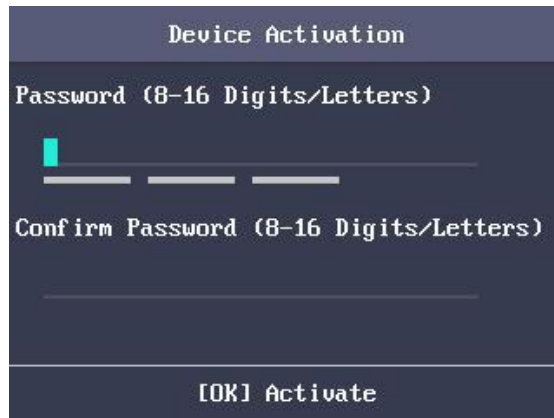 Device Activation
Password (8-16 Digits/Letters)
Confirm Password (8-16 Digits/Letters)
[OK] Activate